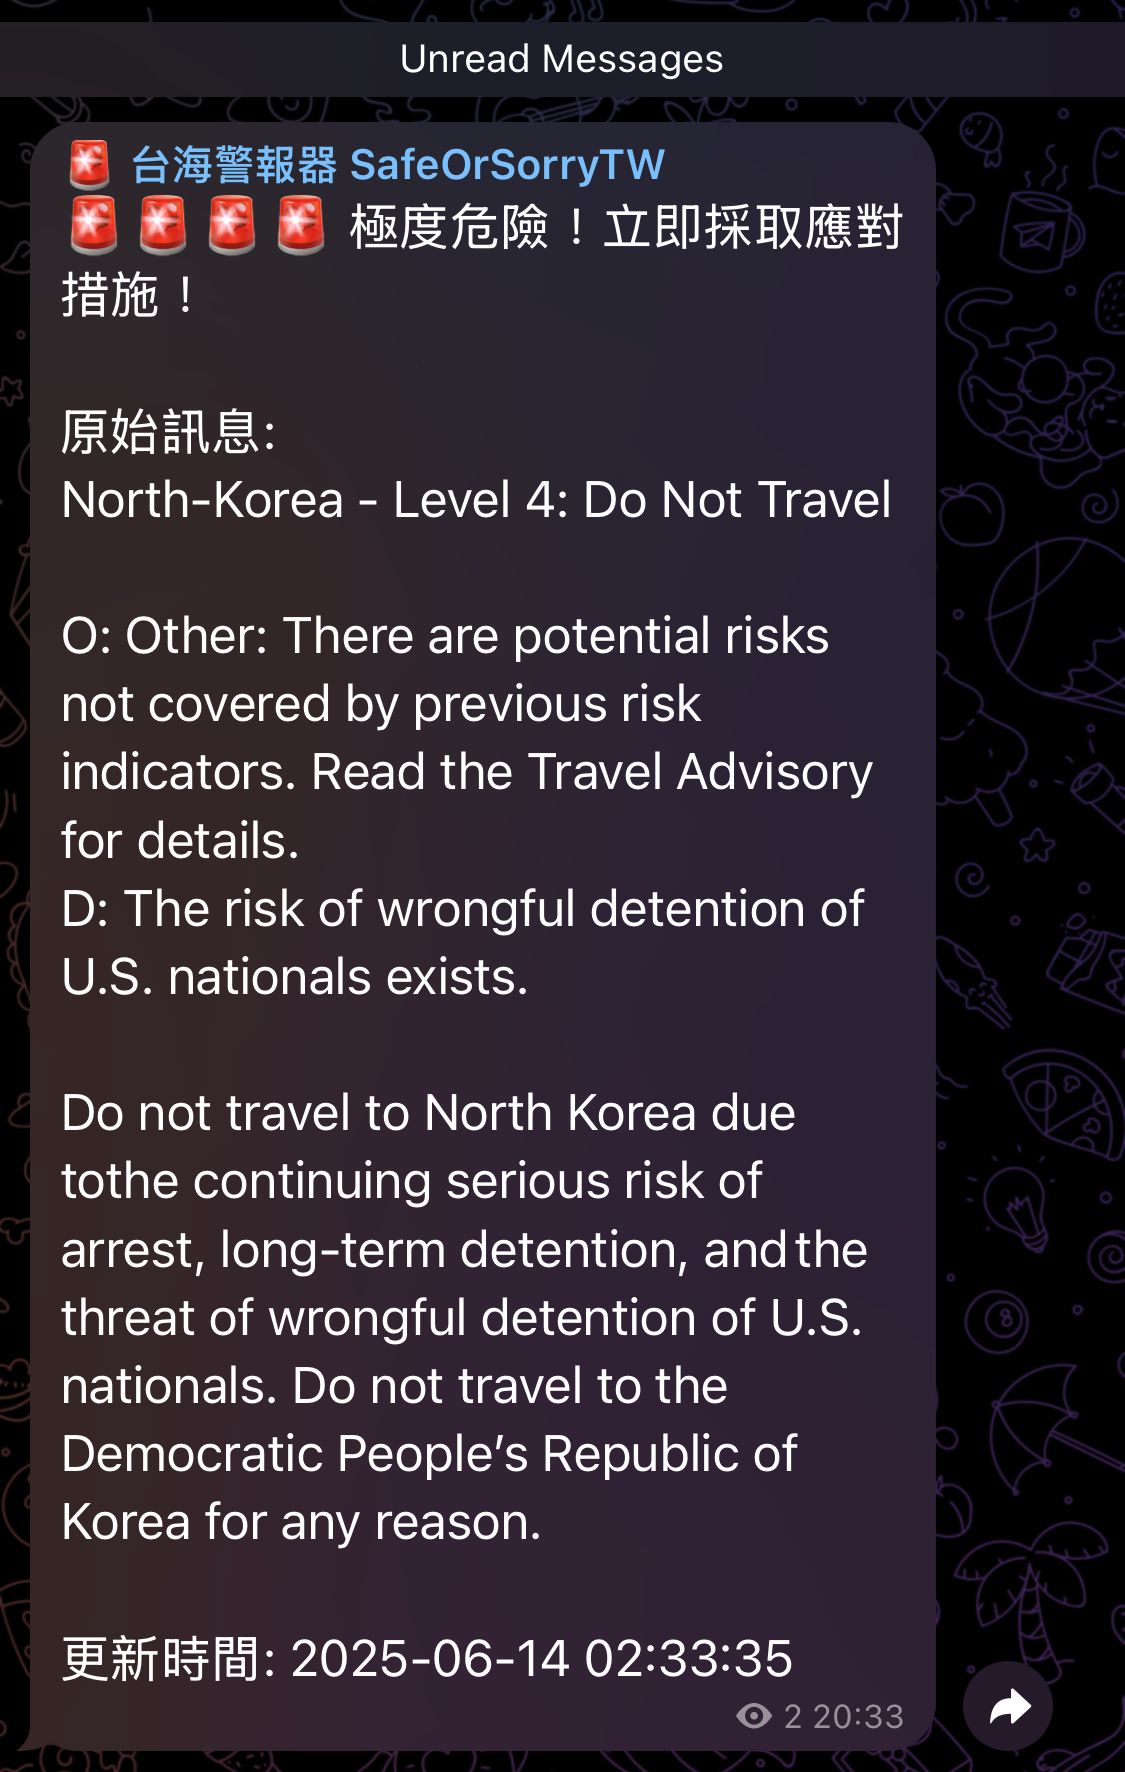 Unread Messages
🚨 台海警報器 SafeOrSorryTW
🚨🚨🚨🚨 極度危險！立即採取應對
措施！
原始訊息:
North-Korea - Level 4: Do Not Travel
O: Other: There are potential risks
not covered by previous risk
indicators. Read the Travel Advisory
for details.
D: The risk of wrongful detention of
U.S. nationals exists.
Do not travel to North Korea due
tothe continuing serious risk of
arrest, long-term detention, and the
threat of wrongful detention of U.S.
nationals. Do not travel to the
Democratic People’s Republic of
Korea for any reason.
更新時間: 2025-06-14 02:33:35
2 20:33